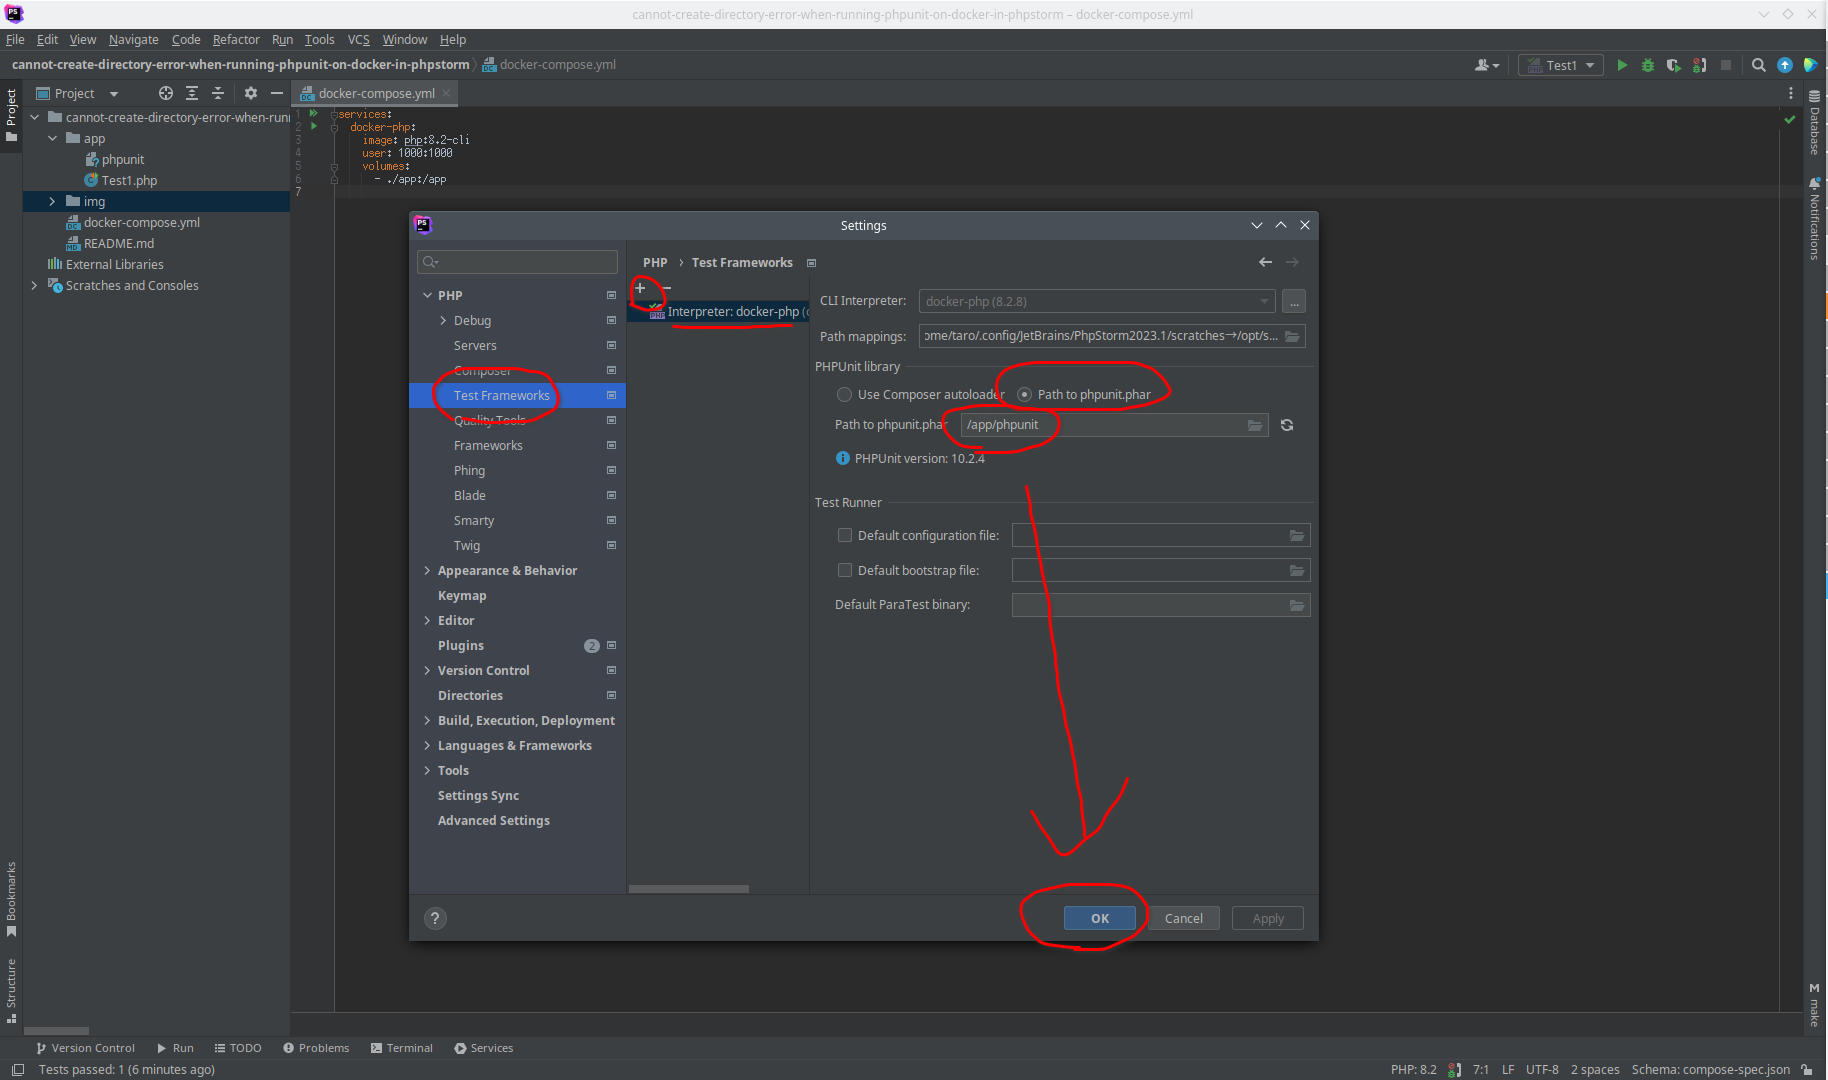 cannot-create-directory-error-when-running-phpunit-on-docker-in-phpstorm – docker-compose.yml
File Edit View Navigate Code Refactor Run Tools VCS Window Help
cannot-create-directory-error-when-running-phpunit-on-docker-in-phpstorm docker-compose.yml
Test1
Project
Project
docker-compose.yml
cannot-create-directory-error-when-run
app
phpunit
Test1.php
img
docker-compose.yml
README.md
External Libraries
Scratches and Consoles
1 services:
2 docker-php:
3 image: php:8.2-cli
4 user: 1000:1000
5 volumes:
6 - ./app:/app
7
Database
Notifications
make
Settings
PHP
Debug
Servers
Composer
Test Frameworks
Quality Tools
Frameworks
Phing
Blade
Smarty
Twig
Appearance & Behavior
Keymap
Editor
Plugins 2
Version Control
Directories
Build, Execution, Deployment
Languages & Frameworks
Tools
Settings Sync
Advanced Settings
PHP › Test Frameworks
Interpreter: docker-php (
CLI Interpreter: docker-php (8.2.8) ...
Path mappings: ome/taro/.config/JetBrains/PhpStorm2023.1/scratches→/opt/s...
PHPUnit library
Use Composer autoloader Path to phpunit.phar
Path to phpunit.phar /app/phpunit
PHPUnit version: 10.2.4
Test Runner
Default configuration file:
Default bootstrap file:
Default ParaTest binary:
? OK Cancel Apply
Bookmarks
Structure
Version Control Run TODO Problems Terminal Services
Tests passed: 1 (6 minutes ago) PHP: 8.2 7:1 LF UTF-8 2 spaces Schema: compose-spec.json